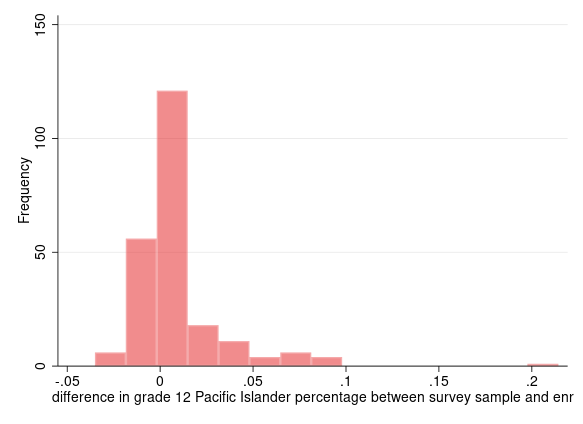 150
100
50
0
Frequency
-.05 0 .05 .1 .15 .2
difference in grade 12 Pacific Islander percentage between survey sample and enr